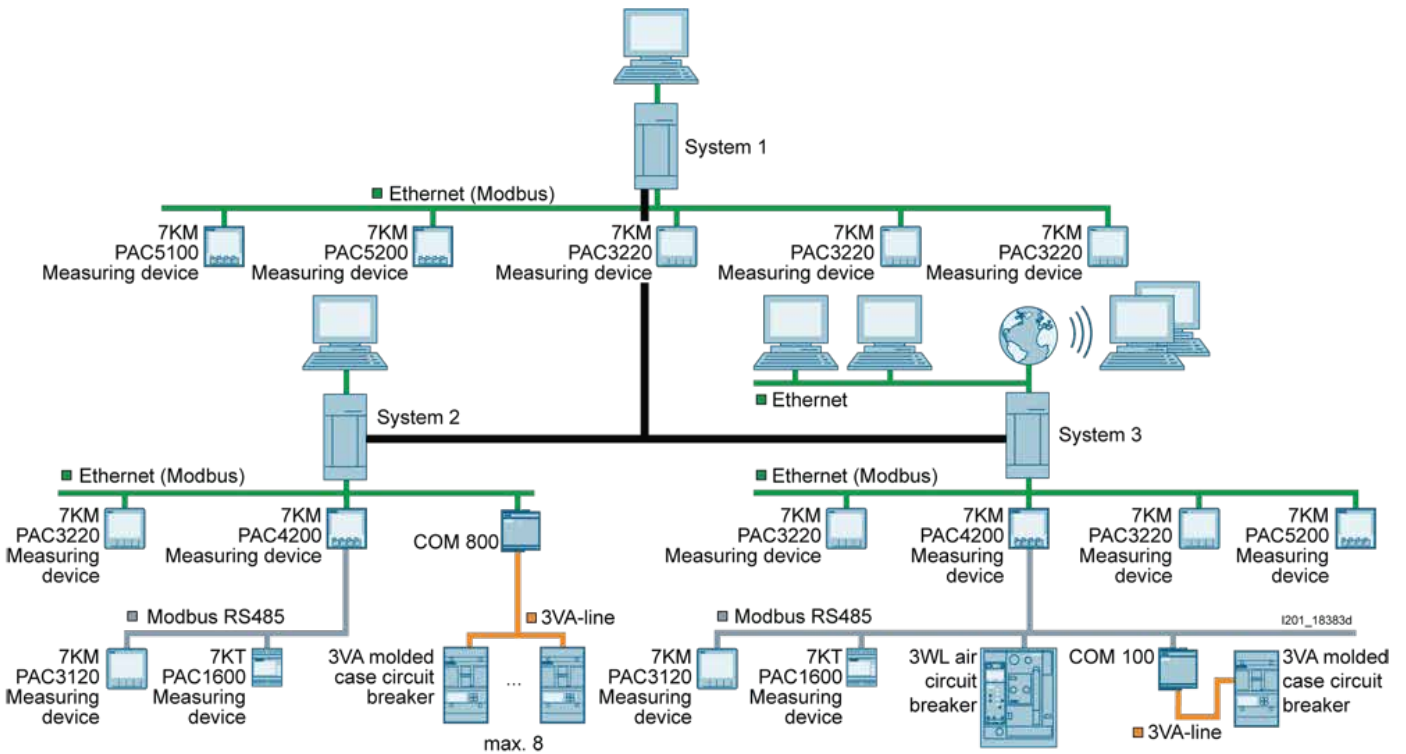 System 1
Ethernet (Modbus)
7KM
PAC5100
Measuring device
7KM
PAC5200
Measuring device
7KM
PAC3220
Measuring device
7KM
PAC3220
Measuring device
7KM
PAC3220
Measuring device
Ethernet
System 2
System 3
Ethernet (Modbus)
7KM
PAC3220
Measuring
device
7KM
PAC4200
Measuring device
COM 800
Ethernet (Modbus)
7KM
PAC3220
Measuring device
7KM
PAC4200
Measuring
device
7KM
PAC3220
Measuring
device
7KM
PAC5200
Measuring
device
Modbus RS485
7KM
PAC3120
Measuring
device
7KT
PAC1600
Measuring
device
3VA-line
3VA molded
case circuit
breaker
...
max. 8
Modbus RS485
I201_18383d
7KM
PAC3120
Measuring
device
7KT
PAC1600
Measuring
device
3WL air
circuit
breaker
COM 100
3VA molded
case circuit
breaker
3VA-line